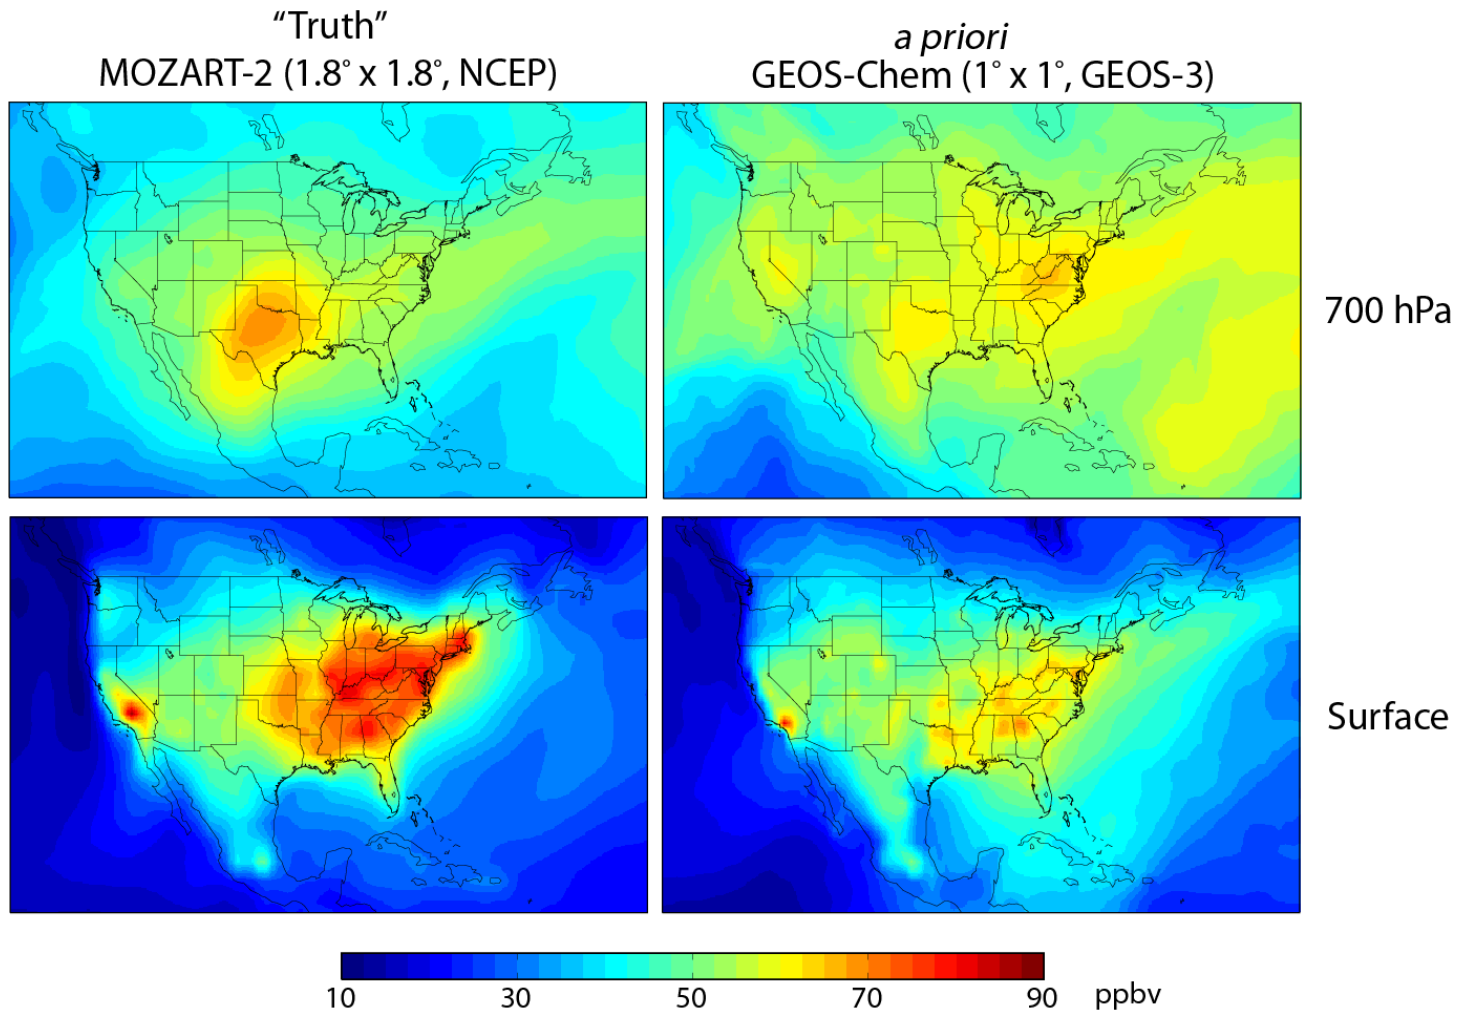 “Truth”
MOZART-2 (1.8° x 1.8°, NCEP)
a priori
GEOS-Chem (1° x 1°, GEOS-3)
700 hPa
Surface
10 30 50 70 90 ppbv